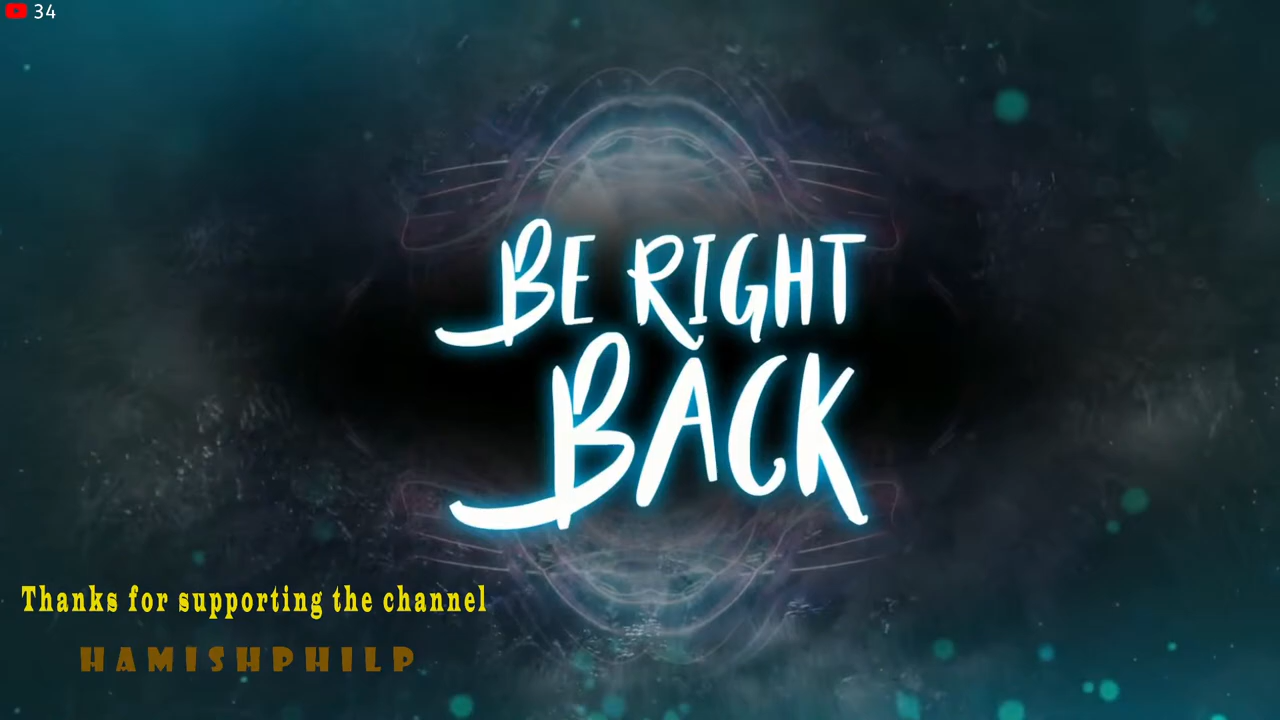 34
BE RIGHT
BACK
Thanks for supporting the channel
HAMISHPHILP